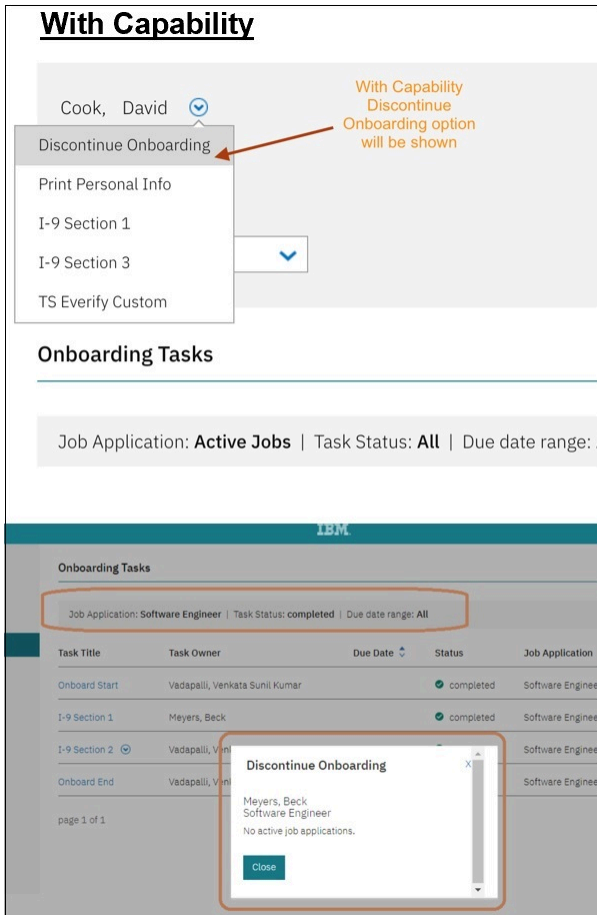 With Capability
Cook, David
With Capability
Discontinue
Onboarding option
will be shown
Discontinue Onboarding
Print Personal Info
I-9 Section 1
I-9 Section 3
TS Everify Custom
Onboarding Tasks
Job Application: Active Jobs | Task Status: All | Due date range:
IBM
Onboarding Tasks
Job Application: Software Engineer | Task Status: completed | Due date range: All
Task Title Task Owner Due Date Status Job Application
Onboard Start Vadapalli, Venkata Sunil Kumar completed Software Enginee
I-9 Section 1 Meyers, Beck completed Software Enginee
I-9 Section 2 Vadapalli, Ven Software Enginee
Onboard End Vadapalli, Ven Software Enginee
page 1 of 1
Discontinue Onboarding X
Meyers, Beck
Software Engineer
No active job applications.
Close